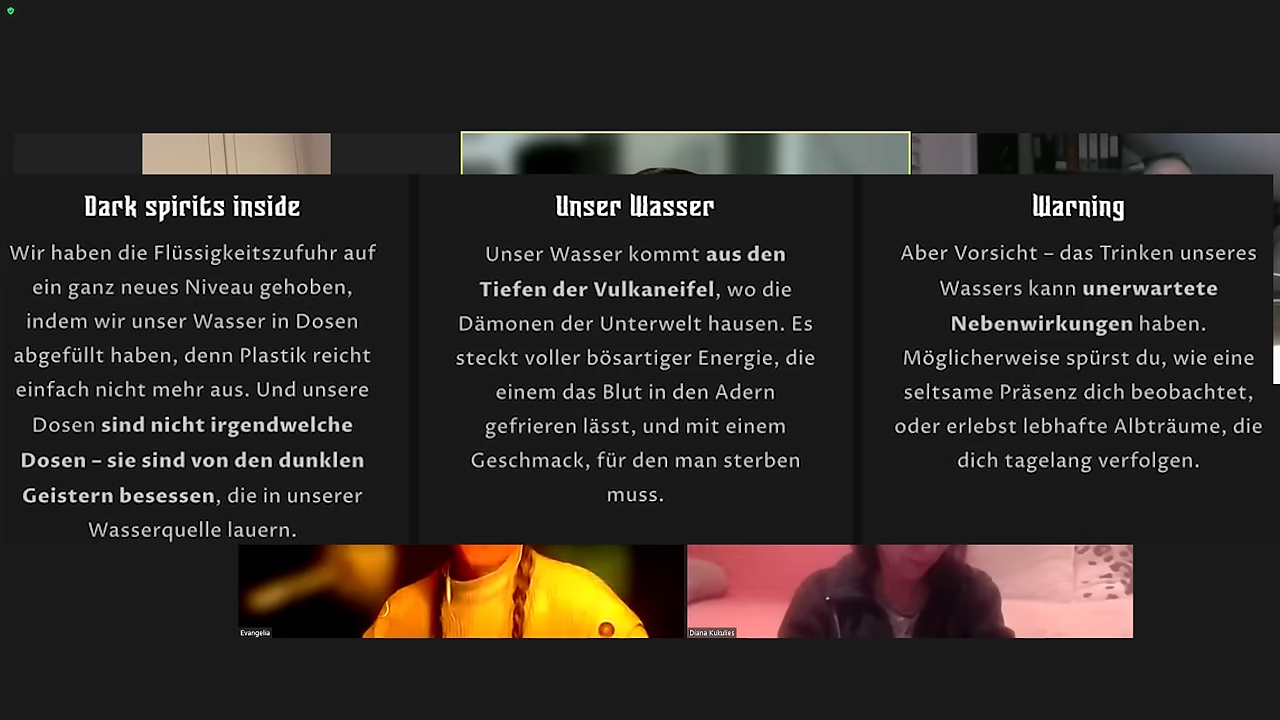 Dark spirits inside
Wir haben die Flüssigkeitszufuhr auf
ein ganz neues Niveau gehoben,
indem wir unser Wasser in Dosen
abgefüllt haben, denn Plastik reicht
einfach nicht mehr aus. Und unsere
Dosen sind nicht irgendwelche
Dosen – sie sind von den dunklen
Geistern besessen, die in unserer
Wasserquelle lauern.
Unser Wasser
Unser Wasser kommt aus den
Tiefen der Vulkaneifel, wo die
Dämonen der Unterwelt hausen. Es
steckt voller bösartiger Energie, die
einem das Blut in den Adern
gefrieren lässt, und mit einem
Geschmack, für den man sterben
muss.
Warning
Aber Vorsicht – das Trinken unseres
Wassers kann unerwartete
Nebenwirkungen haben.
Möglicherweise spürst du, wie eine
seltsame Präsenz dich beobachtet,
oder erlebst lebhafte Albträume, die
dich tagelang verfolgen.
Evangelia
Diana Kukulies